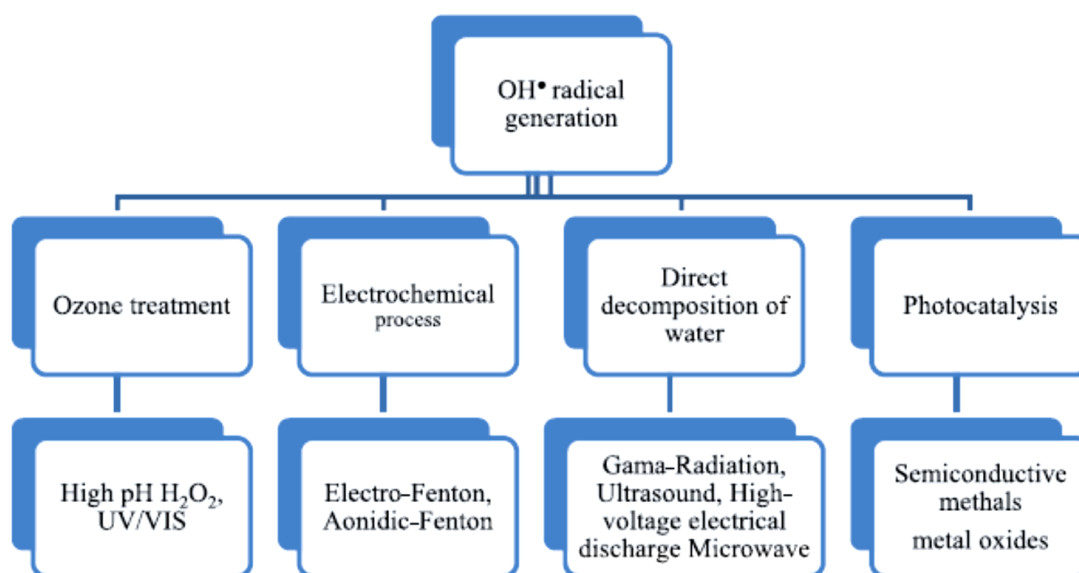 OH• radical
generation
Ozone treatment
Electrochemical
process
Direct
decomposition of
water
Photocatalysis
High pH H₂O₂,
UV/VIS
Electro-Fenton,
Aonidic-Fenton
Gama-Radiation,
Ultrasound, High-
voltage electrical
discharge Microwave
Semiconductive
methals
metal oxides